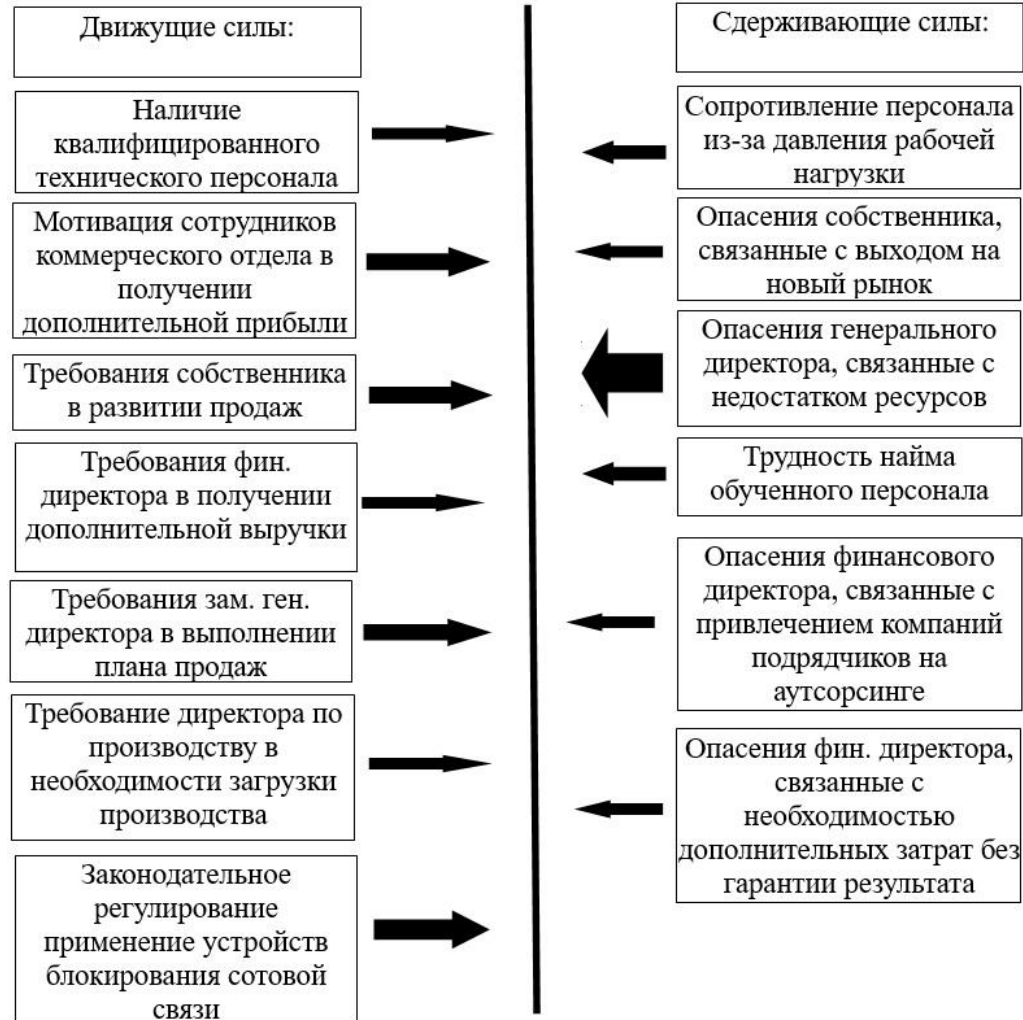 Движущие силы:
Наличие
квалифицированного
технического персонала
Мотивация сотрудников
коммерческого отдела в
получении
дополнительной прибыли
Требования собственника
в развитии продаж
Требования фин.
директора в получении
дополнительной выручки
Требования зам. ген.
директора в выполнении
плана продаж
Требование директора по
производству в
необходимости загрузки
производства
Законодательное
регулирование
применение устройств
блокирования сотовой
связи
Сдерживающие силы:
Сопротивление персонала
из-за давления рабочей
нагрузки
Опасения собственника,
связанные с выходом на
новый рынок
Опасения генерального
директора, связанные с
недостатком ресурсов
Трудность найма
обученного персонала
Опасения финансового
директора, связанные с
привлечением компаний
подрядчиков на
аутсорсинге
Опасения фин. директора,
связанные с
необходимостью
дополнительных затрат без
гарантии результата